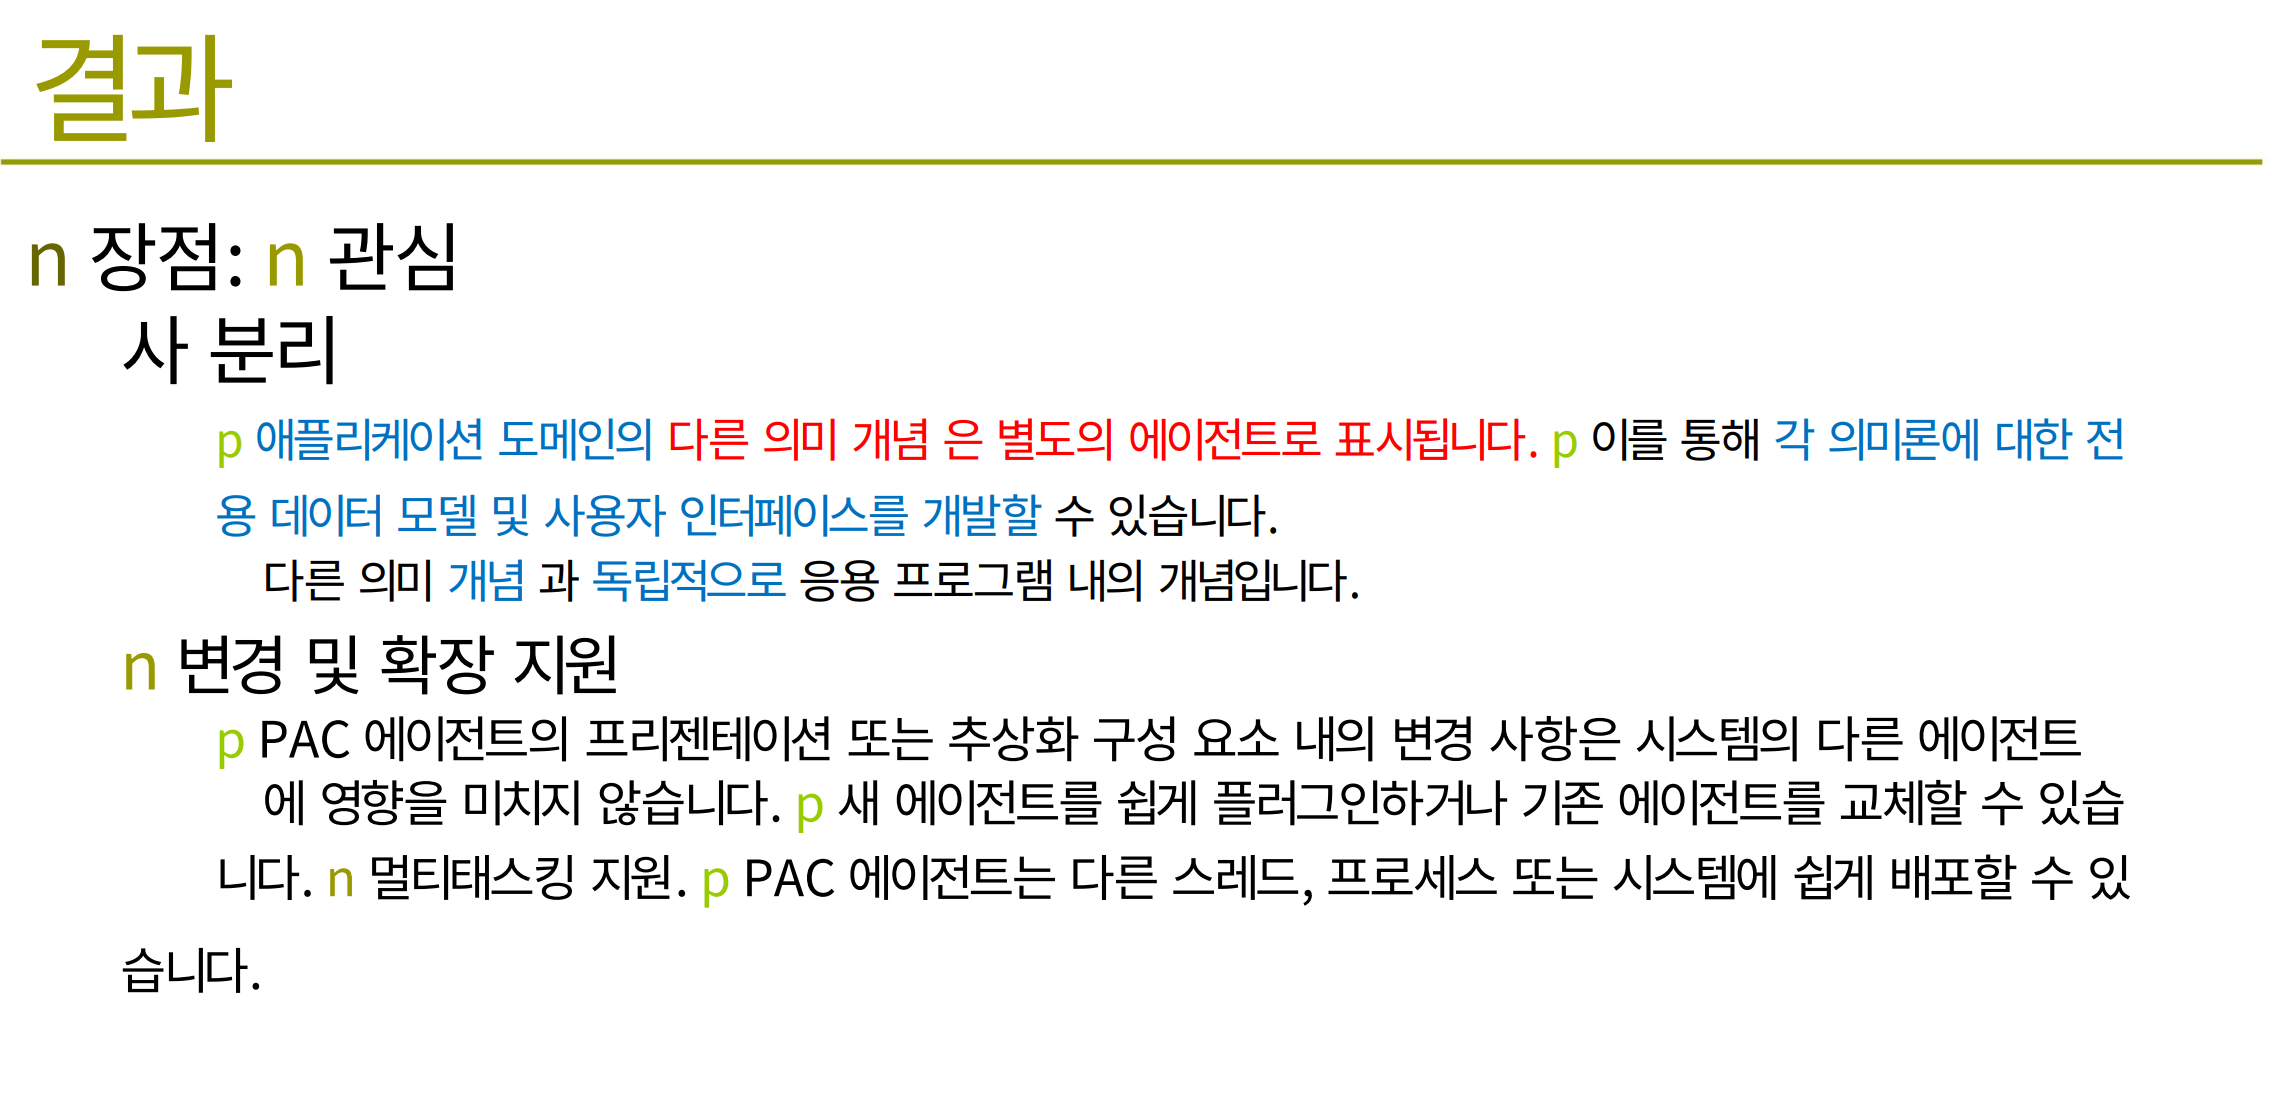 결과
n 장점: n 관심
사 분리
p 애플리케이션 도메인의 다른 의미 개념 은 별도의 에이전트로 표시됩니다. p 이를 통해 각 의미론에 대한 전
용 데이터 모델 및 사용자 인터페이스를 개발할 수 있습니다.
다른 의미 개념 과 독립적으로 응용 프로그램 내의 개념입니다.
n 변경 및 확장 지원
p PAC 에이전트의 프리젠테이션 또는 추상화 구성 요소 내의 변경 사항은 시스템의 다른 에이전트
에 영향을 미치지 않습니다. p 새 에이전트를 쉽게 플러그인하거나 기존 에이전트를 교체할 수 있습
니다. n 멀티태스킹 지원. p PAC 에이전트는 다른 스레드, 프로세스 또는 시스템에 쉽게 배포할 수 있
습니다.